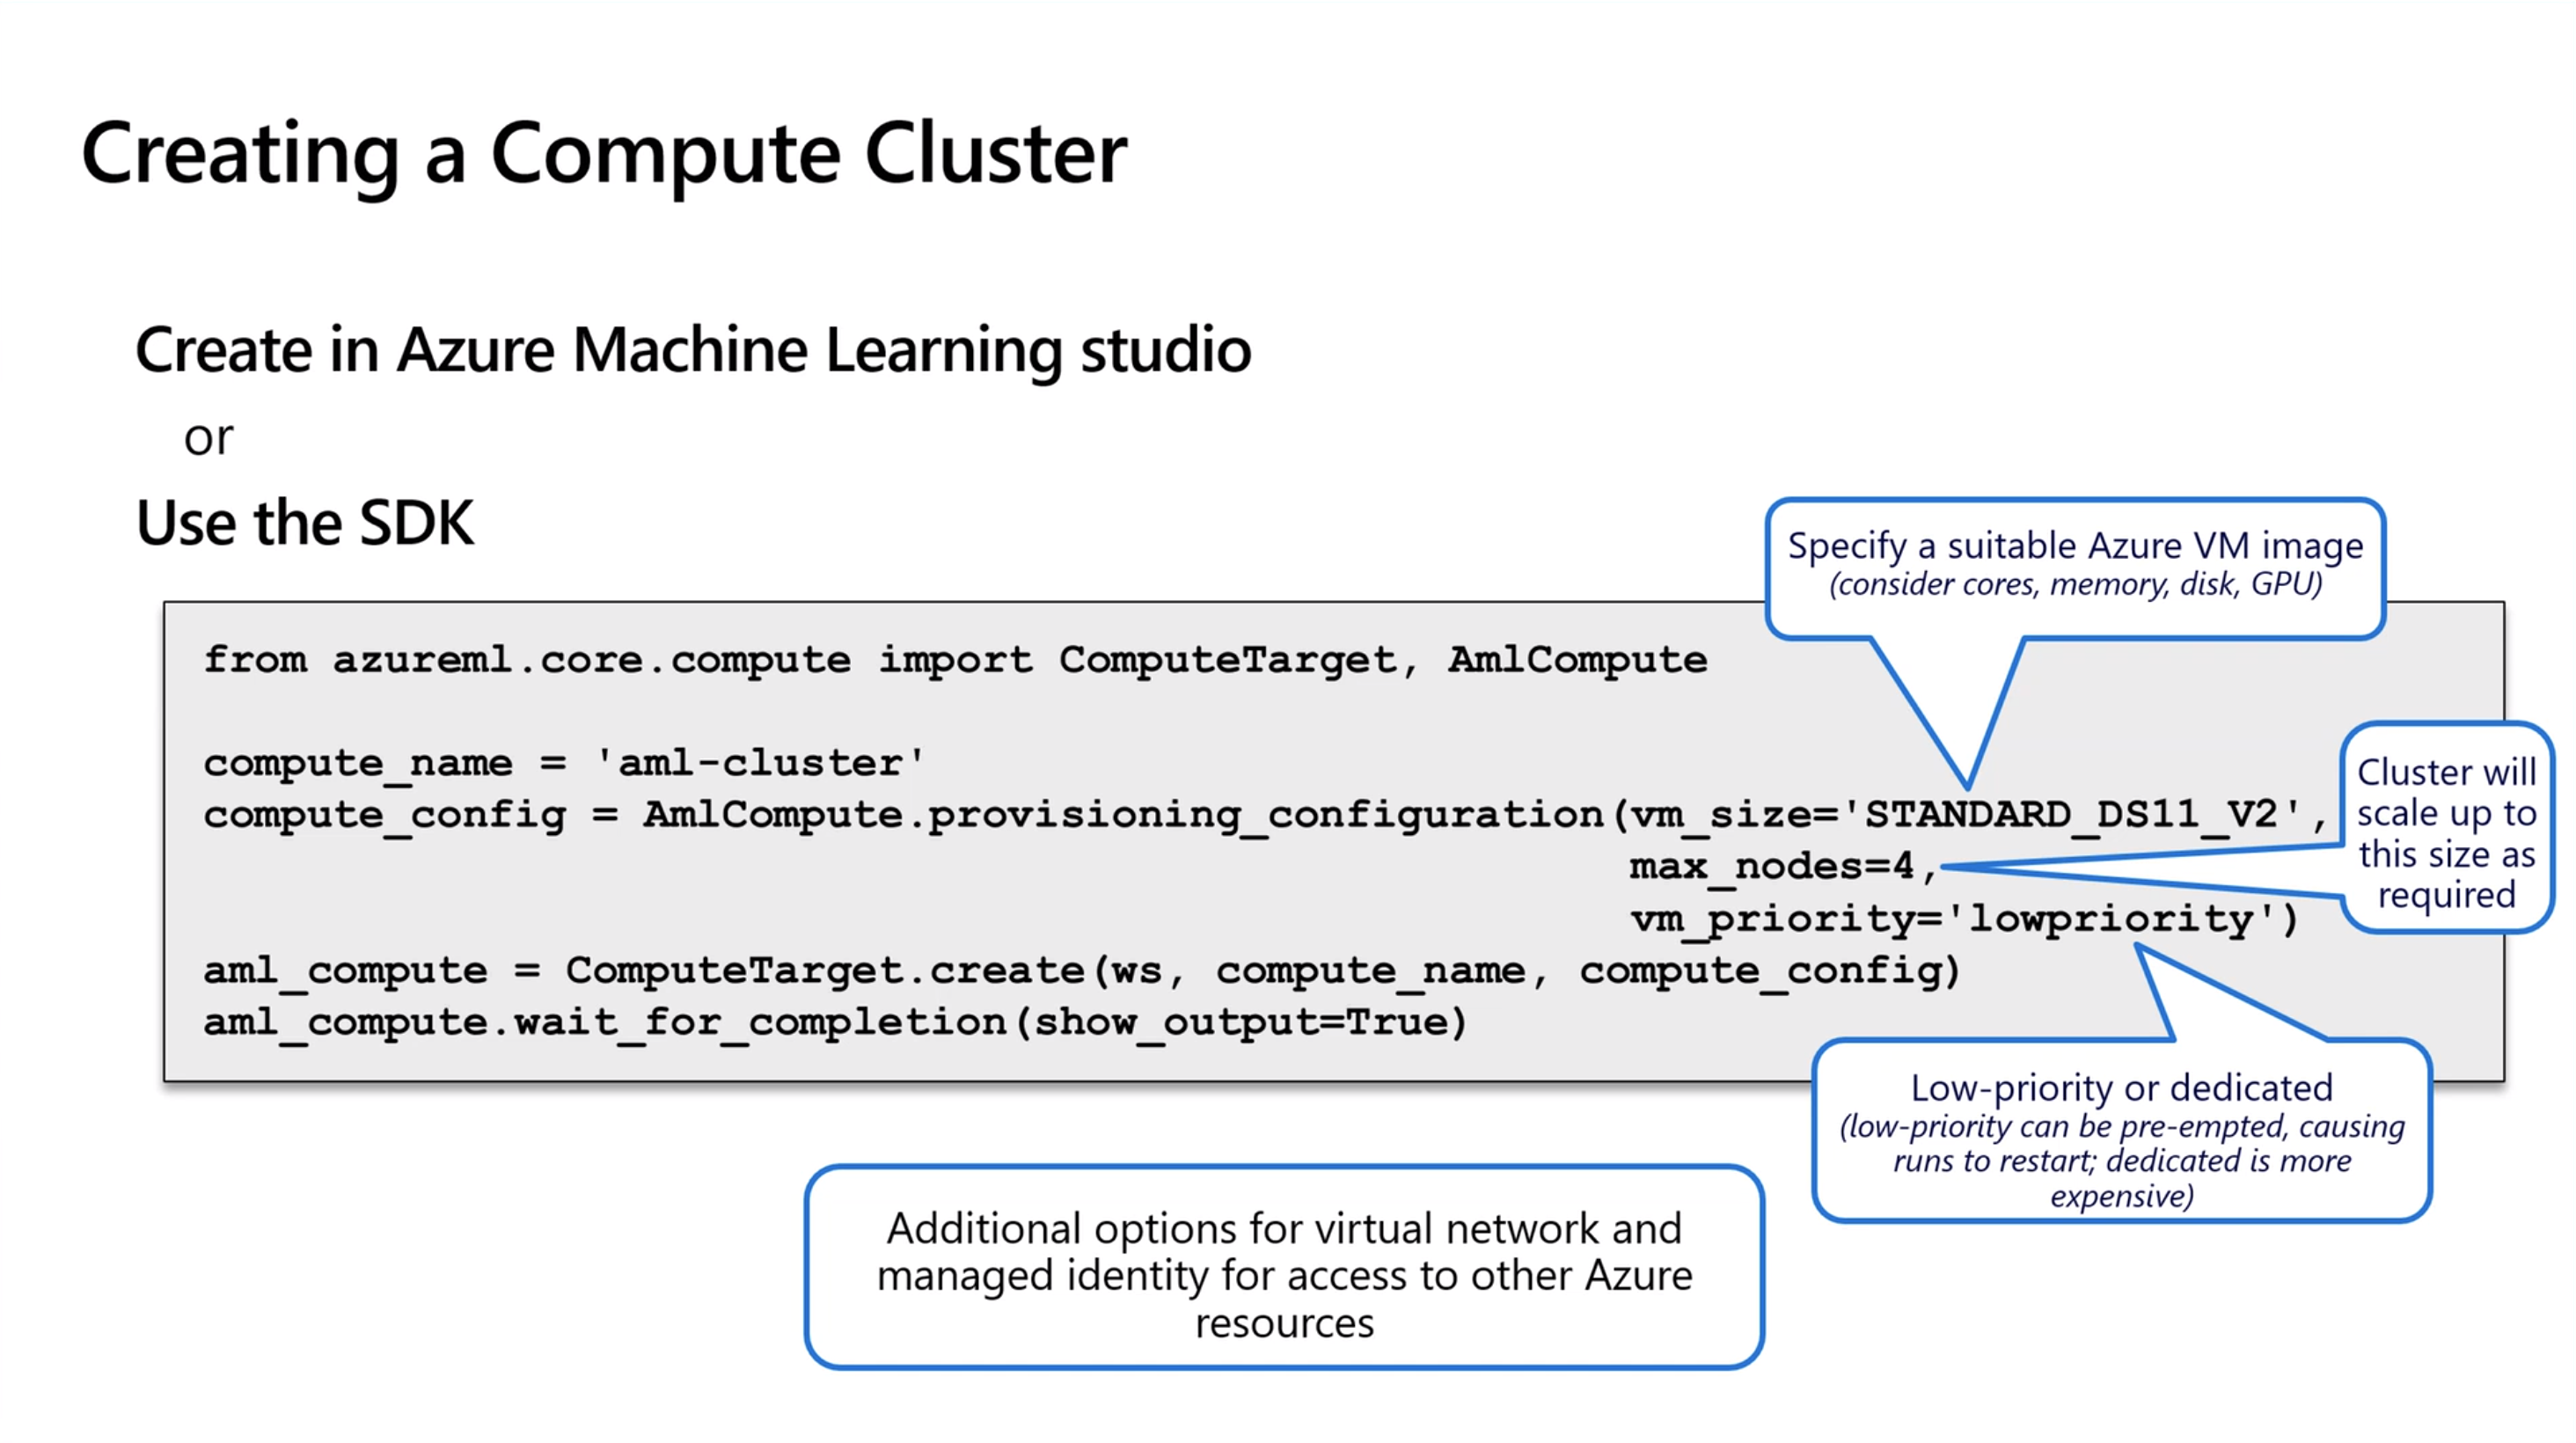 Creating a Compute Cluster
Create in Azure Machine Learning studio
or
Use the SDK
Specify a suitable Azure VM image
(consider cores, memory, disk, GPU)
from azureml.core.compute import ComputeTarget, AmlCompute
compute_name = 'aml-cluster'
compute_config = AmlCompute.provisioning_configuration(vm_size='STANDARD_DS11_V2',
max_nodes=4,
vm_priority='lowpriority')
aml_compute = ComputeTarget.create(ws, compute_name, compute_config)
aml_compute.wait_for_completion(show_output=True)
Cluster will
scale up to
this size as
required
Low-priority or dedicated
(low-priority can be pre-empted, causing
runs to restart; dedicated is more
expensive)
Additional options for virtual network and
managed identity for access to other Azure
resources